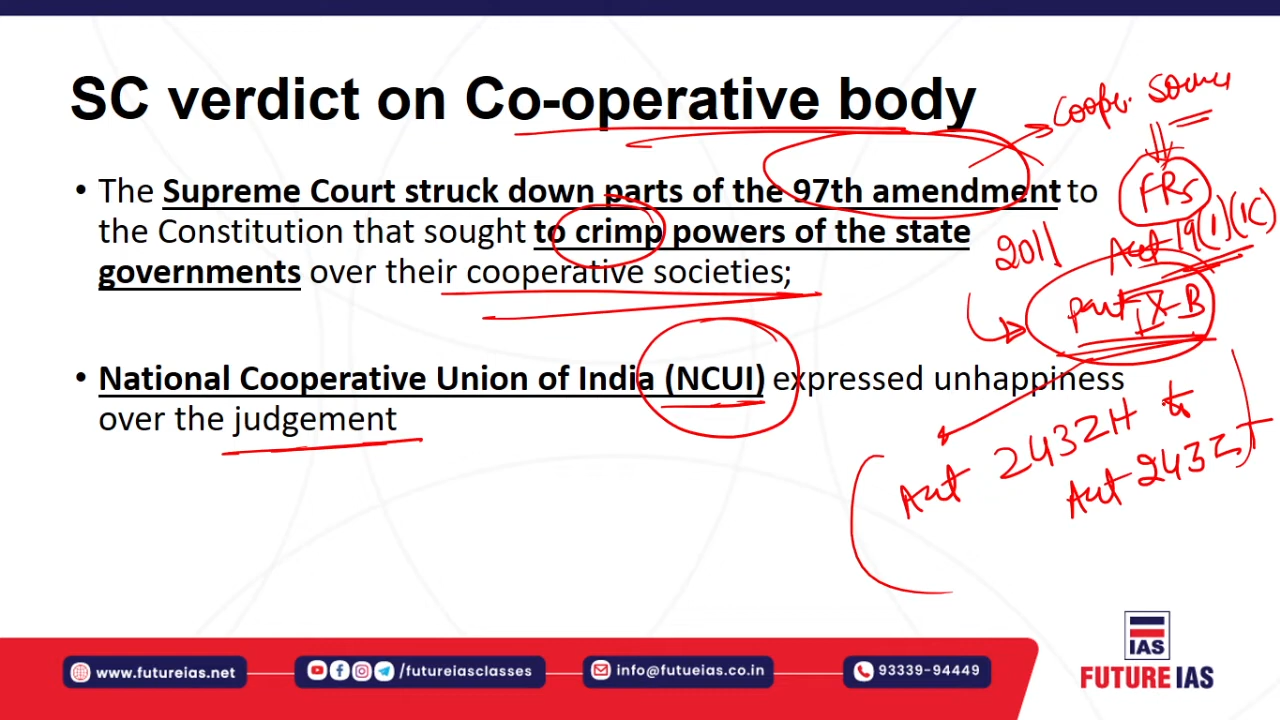 SC verdict on Co-operative body
Cooper.
FRs
Art 19(1)(1C)
2011
Part IX-B
• The Supreme Court struck down parts of the 97th amendment to
the Constitution that sought to crimp powers of the state
governments over their cooperative societies;
• National Cooperative Union of India (NCUI) expressed unhappiness
over the judgement
Art 243ZH to
Art 243ZT
IAS
FUTURE IAS
www.futureias.net
/futureiasclasses
info@futueias.co.in
93339-94449